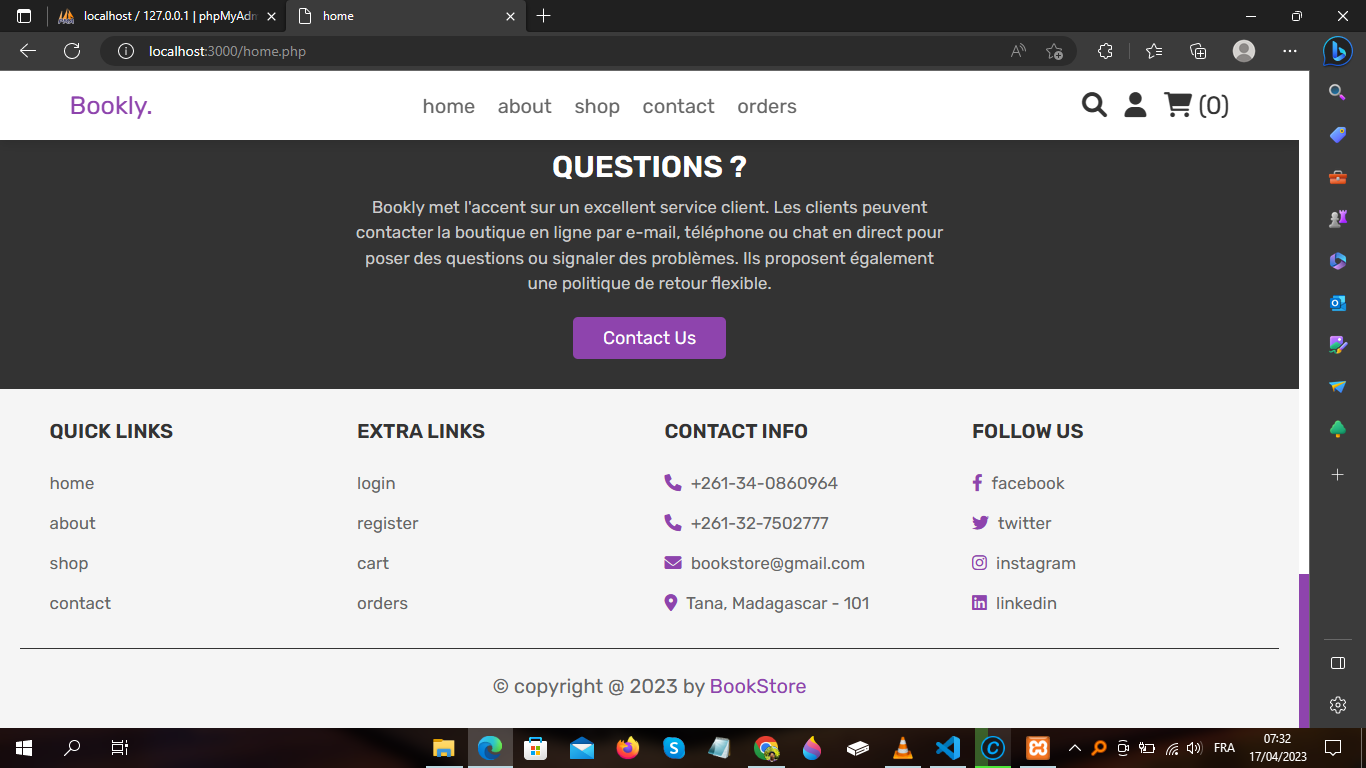 localhost / 127.0.0.1 | phpMyAdm
home
localhost:3000/home.php
Bookly.
home about shop contact orders
(0)
QUESTIONS ?
Bookly met l'accent sur un excellent service client. Les clients peuvent
contacter la boutique en ligne par e-mail, téléphone ou chat en direct pour
poser des questions ou signaler des problèmes. Ils proposent également
une politique de retour flexible.
Contact Us
QUICK LINKS
home
about
shop
contact
EXTRA LINKS
login
register
cart
orders
CONTACT INFO
+261-34-0860964
+261-32-7502777
bookstore@gmail.com
Tana, Madagascar - 101
FOLLOW US
facebook
twitter
instagram
linkedin
© copyright @ 2023 by BookStore
FRA
07:32
17/04/2023